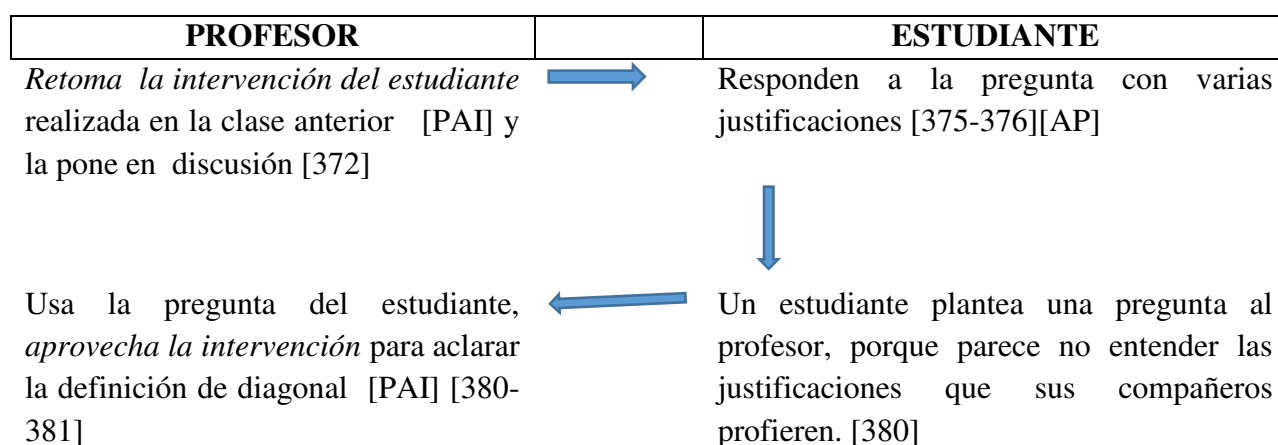 PROFESOR
ESTUDIANTE
Retoma la intervención del estudiante
realizada en la clase anterior [PAI] y
la pone en discusión [372]
Responden a la pregunta con varias
justificaciones [375-376][AP]
Usa la pregunta del estudiante,
aprovecha la intervención para aclarar
la definición de diagonal [PAI] [380-
381]
Un estudiante plantea una pregunta al
profesor, porque parece no entender las
justificaciones que sus compañeros
profieren. [380]